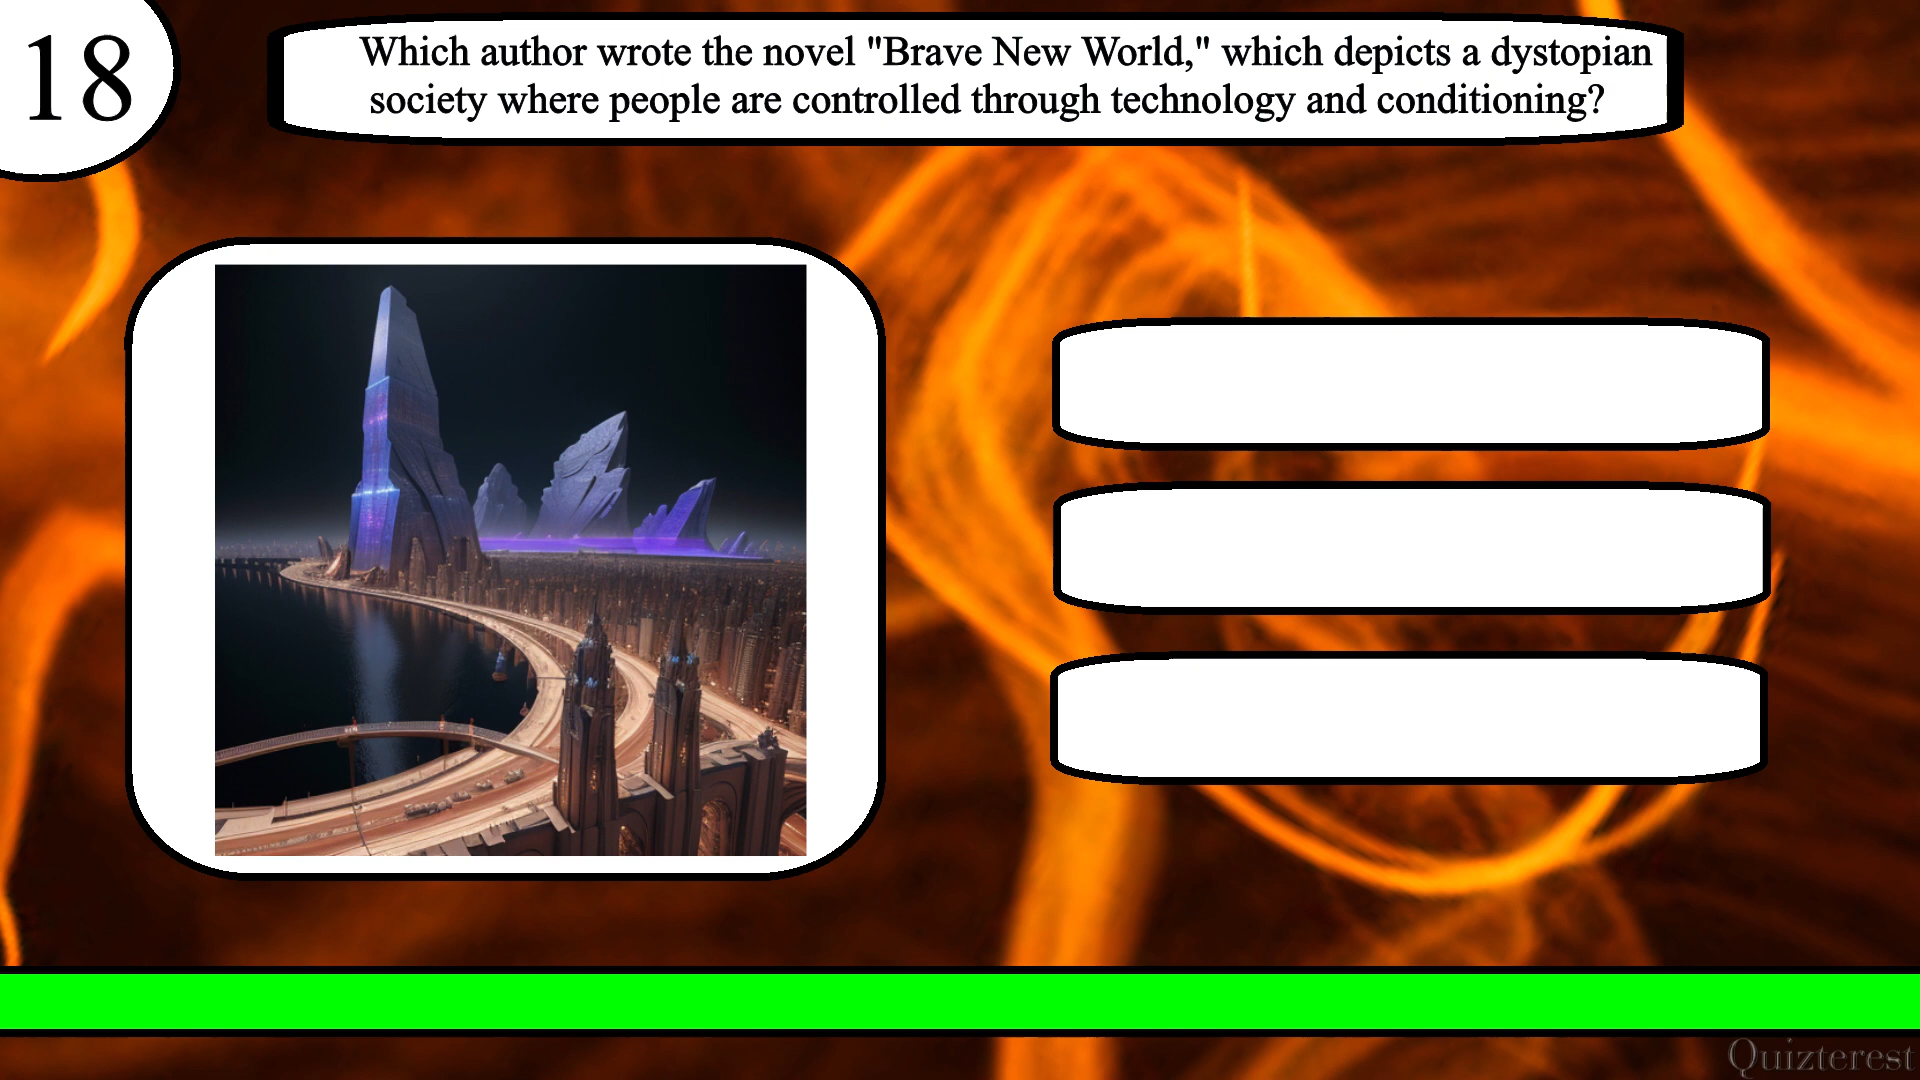 18
Which author wrote the novel "Brave New World," which depicts a dystopian
society where people are controlled through technology and conditioning?
Quizterest